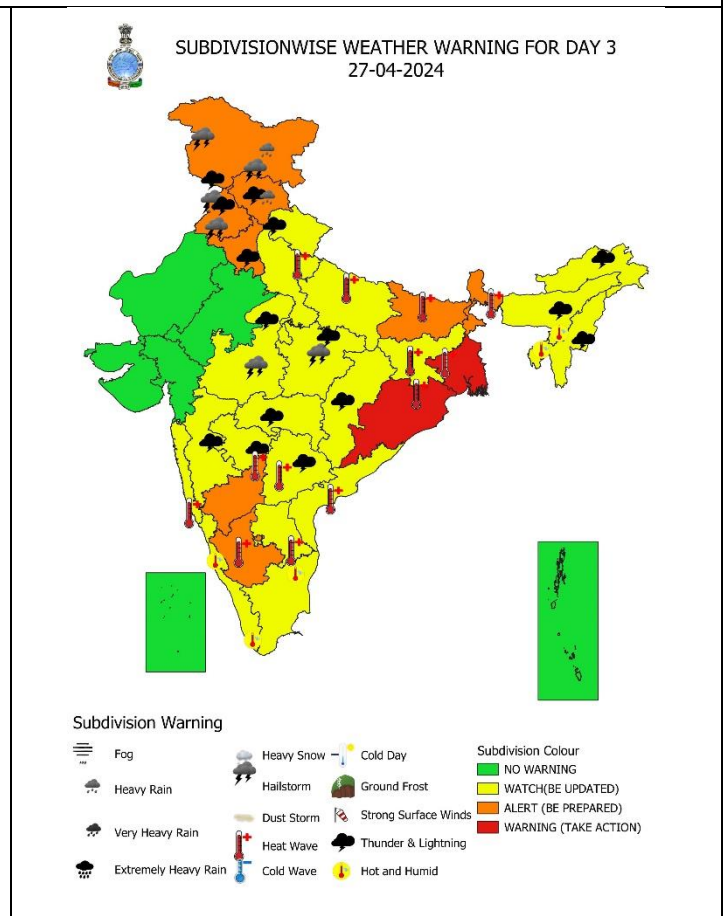 SUBDIVISIONWISE WEATHER WARNING FOR DAY 3
27-04-2024
Subdivision Warning
Fog
Heavy Rain
Very Heavy Rain
Extremely Heavy Rain
Heavy Snow
Hailstorm
Dust Storm
Heat Wave
Cold Wave
Cold Day
Ground Frost
Strong Surface Winds
Thunder & Lightning
Hot and Humid
Subdivision Colour
NO WARNING
WATCH(BE UPDATED)
ALERT (BE PREPARED)
WARNING (TAKE ACTION)